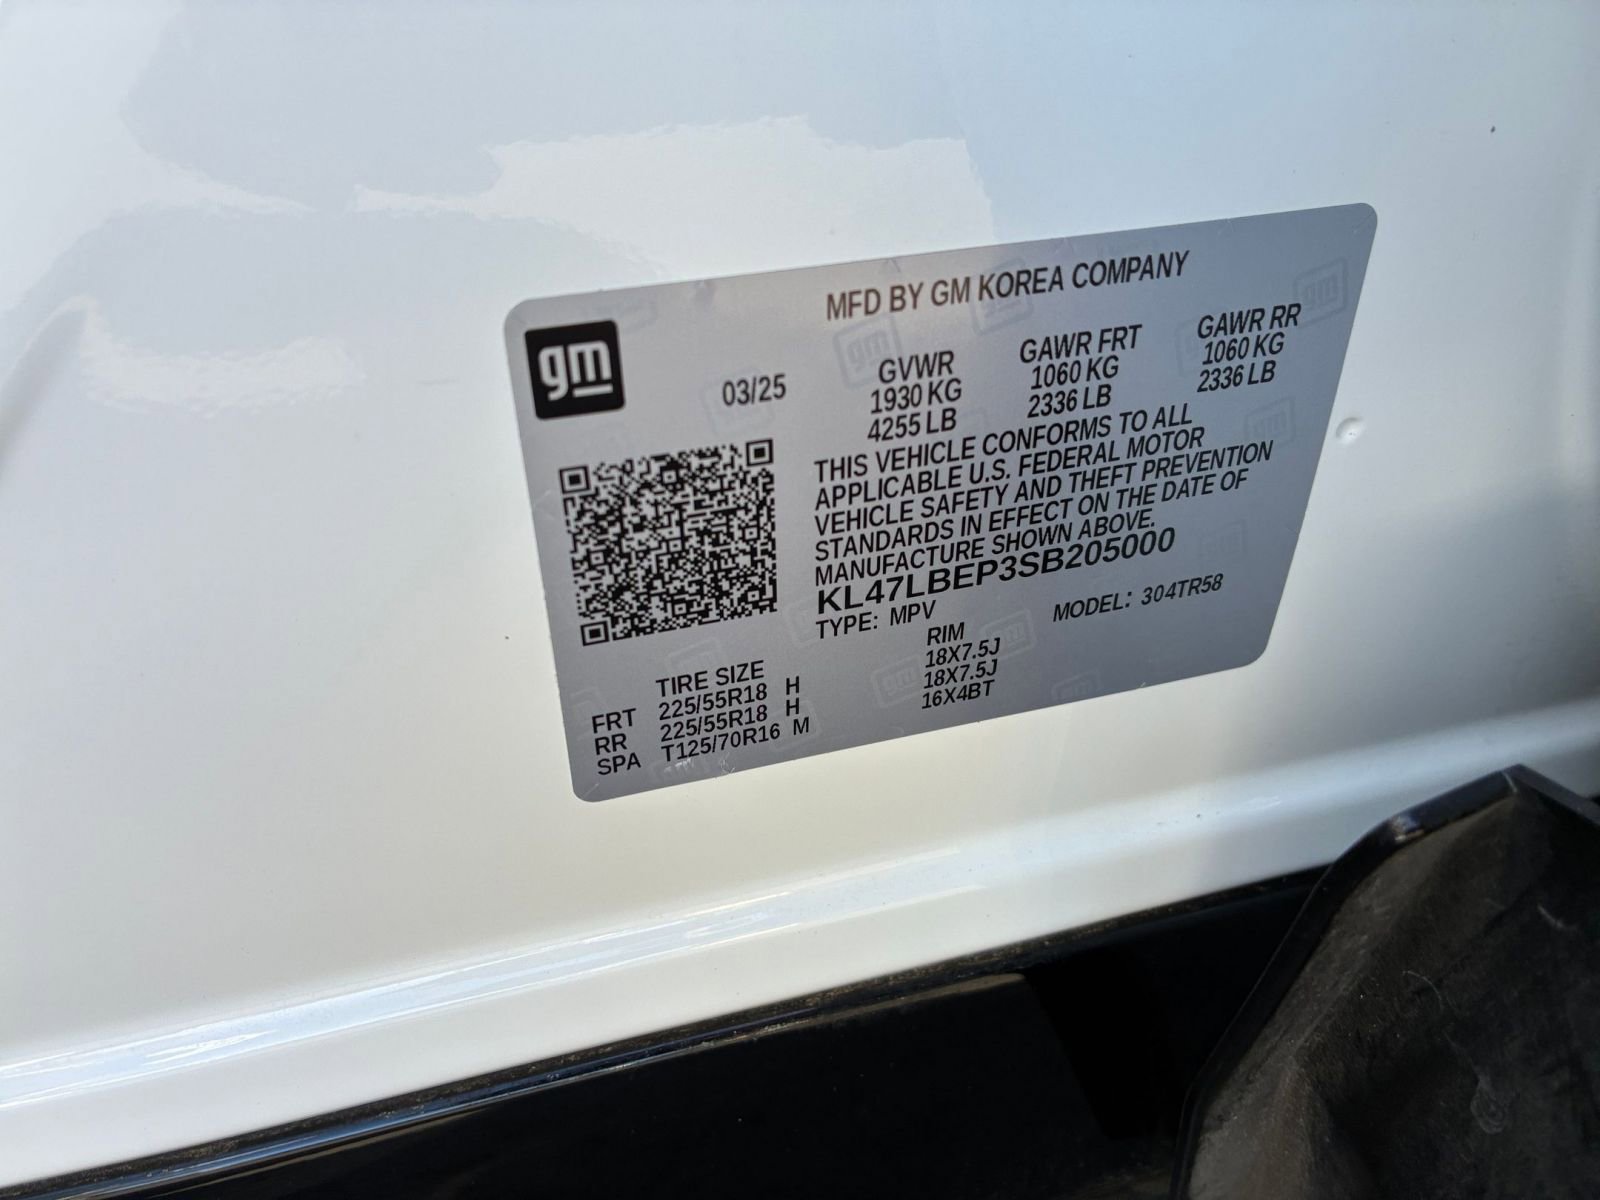 MFD BY GM KOREA COMPANY
gm
03/25
GVWR GAWR FRT GAWR RR
1930 KG 1060 KG 1060 KG
4255 LB 2336 LB 2336 LB
THIS VEHICLE CONFORMS TO ALL
APPLICABLE U.S. FEDERAL MOTOR
VEHICLE SAFETY AND THEFT PREVENTION
STANDARDS IN EFFECT ON THE DATE OF
MANUFACTURE SHOWN ABOVE.
KL47LBEP3SB205000
TYPE: MPV MODEL: 304TR58
TIRE SIZE RIM
FRT 225/55R18 H 18X7.5J
RR 225/55R18 H 18X7.5J
SPA T125/70R16 M 16X4BT